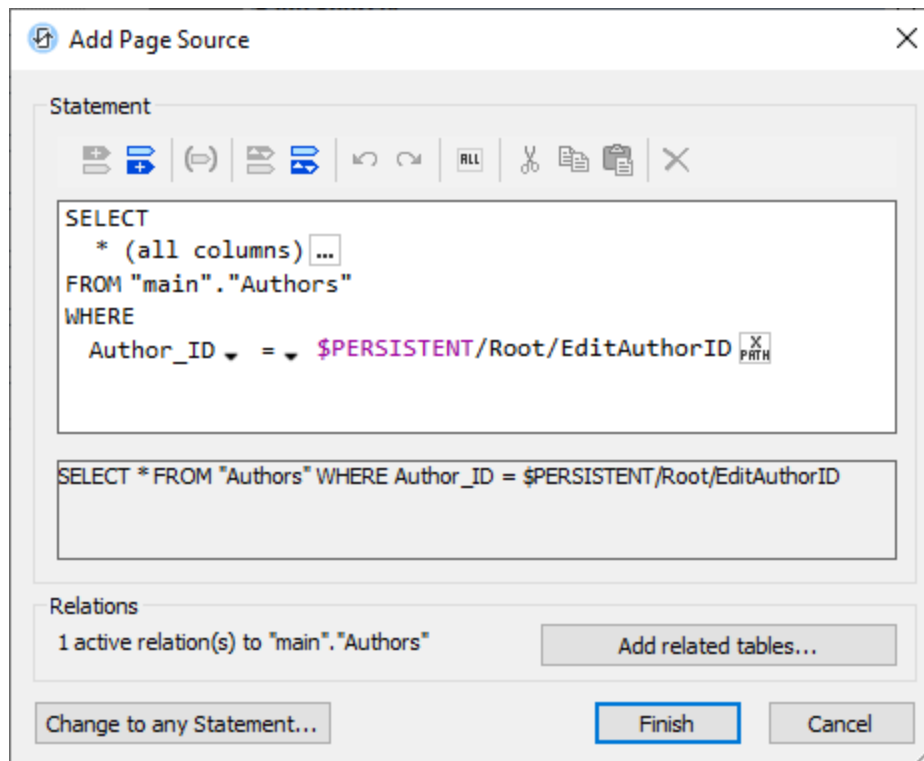 Add Page Source
Statement
ALL
SELECT
* (all columns) ...
FROM "main"."Authors"
WHERE
Author_ID = $PERSISTENT/Root/EditAuthorID X PATH
SELECT * FROM "Authors" WHERE Author_ID = $PERSISTENT/Root/EditAuthorID
Relations
1 active relation(s) to "main"."Authors"
Add related tables...
Change to any Statement...
Finish
Cancel